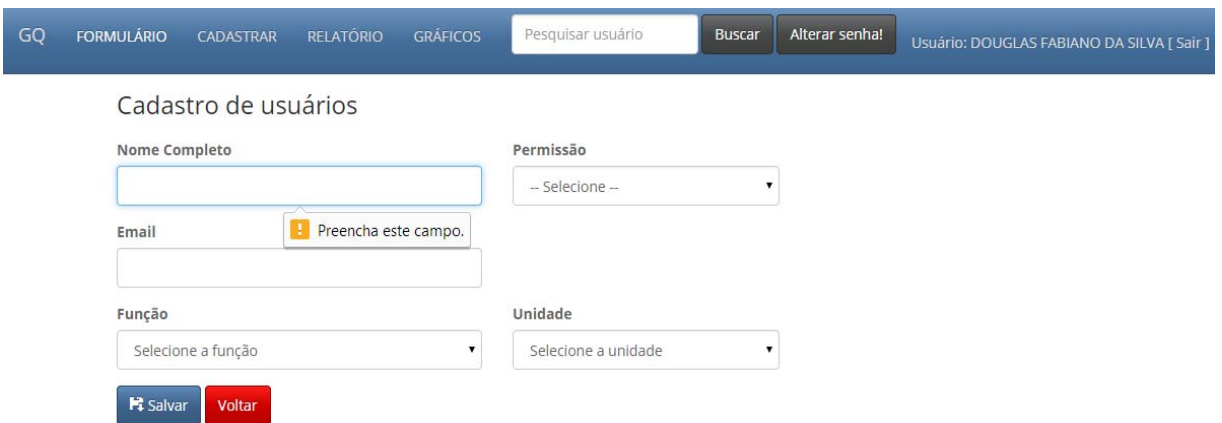 GQ FORMULÁRIO CADASTRAR RELATÓRIO GRÁFICOS Pesquisar usuário Buscar Alterar senha! Usuário: DOUGLAS FABIANO DA SILVA [ Sair ]
Cadastro de usuários
Nome Completo Permissão
-- Selecione --
Preencha este campo.
Email
Função Unidade
Selecione a função Selecione a unidade
Salvar Voltar